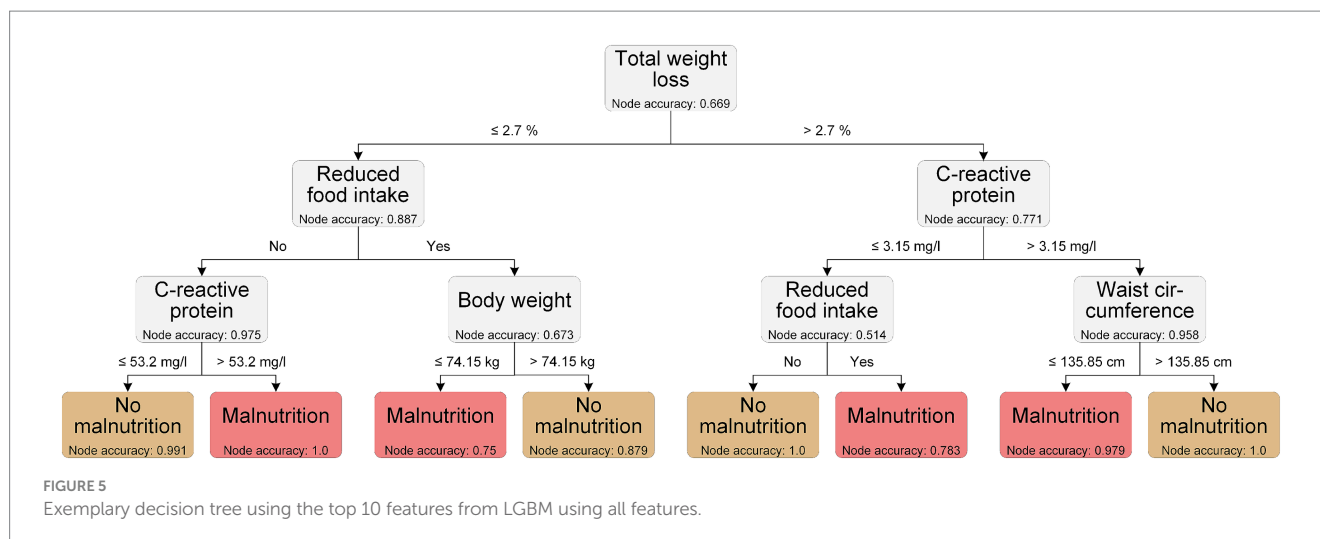 Total weight
loss
Node accuracy: 0.669
≤ 2.7 %
> 2.7 %
Reduced
food intake
Node accuracy: 0.887
C-reactive
protein
Node accuracy: 0.771
No
Yes
≤ 3.15 mg/l
> 3.15 mg/l
C-reactive
protein
Node accuracy: 0.975
Body weight
Node accuracy: 0.673
Reduced
food intake
Node accuracy: 0.514
Waist cir-
cumference
Node accuracy: 0.958
≤ 53.2 mg/l
> 53.2 mg/l
≤ 74.15 kg
> 74.15 kg
No
Yes
≤ 135.85 cm
> 135.85 cm
No
malnutrition
Node accuracy: 0.991
Malnutrition
Node accuracy: 1.0
Malnutrition
Node accuracy: 0.75
No
malnutrition
Node accuracy: 0.879
No
malnutrition
Node accuracy: 1.0
Malnutrition
Node accuracy: 0.783
Malnutrition
Node accuracy: 0.979
No
malnutrition
Node accuracy: 1.0
FIGURE 5
Exemplary decision tree using the top 10 features from LGBM using all features.